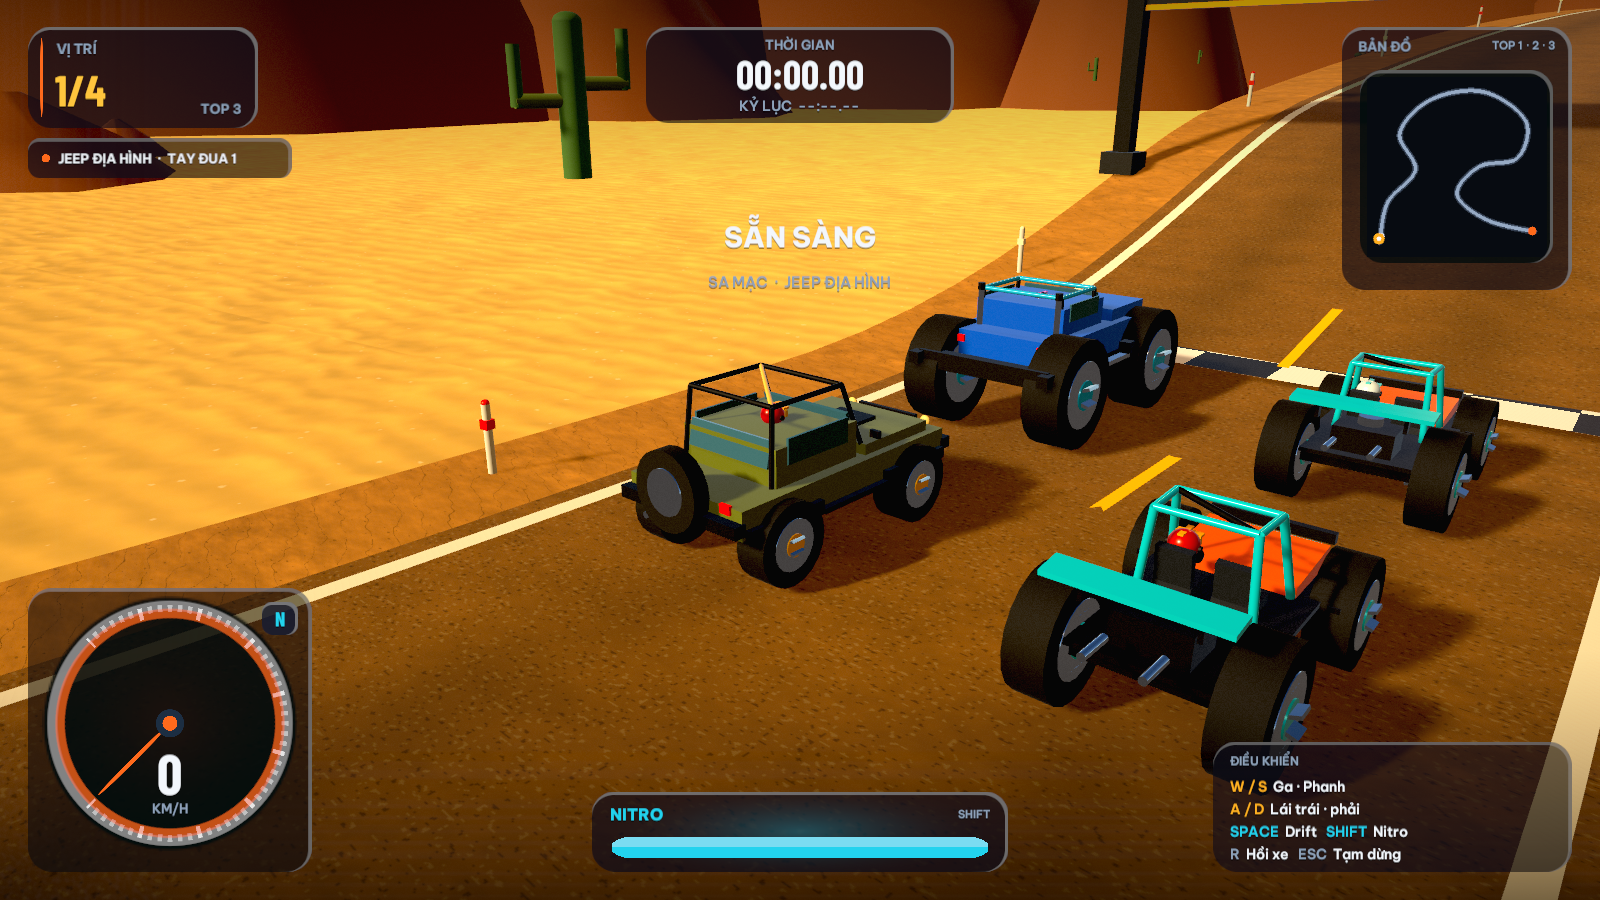 VỊ TRÍ
1/4
TOP 3
JEEP ĐỊA HÌNH · TAY ĐUA 1
THỜI GIAN
00:00.00
KỶ LỤC --:--.--
BẢN ĐỒ
TOP 1 · 2 · 3
SẴN SÀNG
SA MẠC · JEEP ĐỊA HÌNH
N
0
KM/H
NITRO
SHIFT
ĐIỀU KHIỂN
W / S Ga · Phanh
A / D Lái trái · phải
SPACE Drift SHIFT Nitro
R Hồi xe ESC Tạm dừng